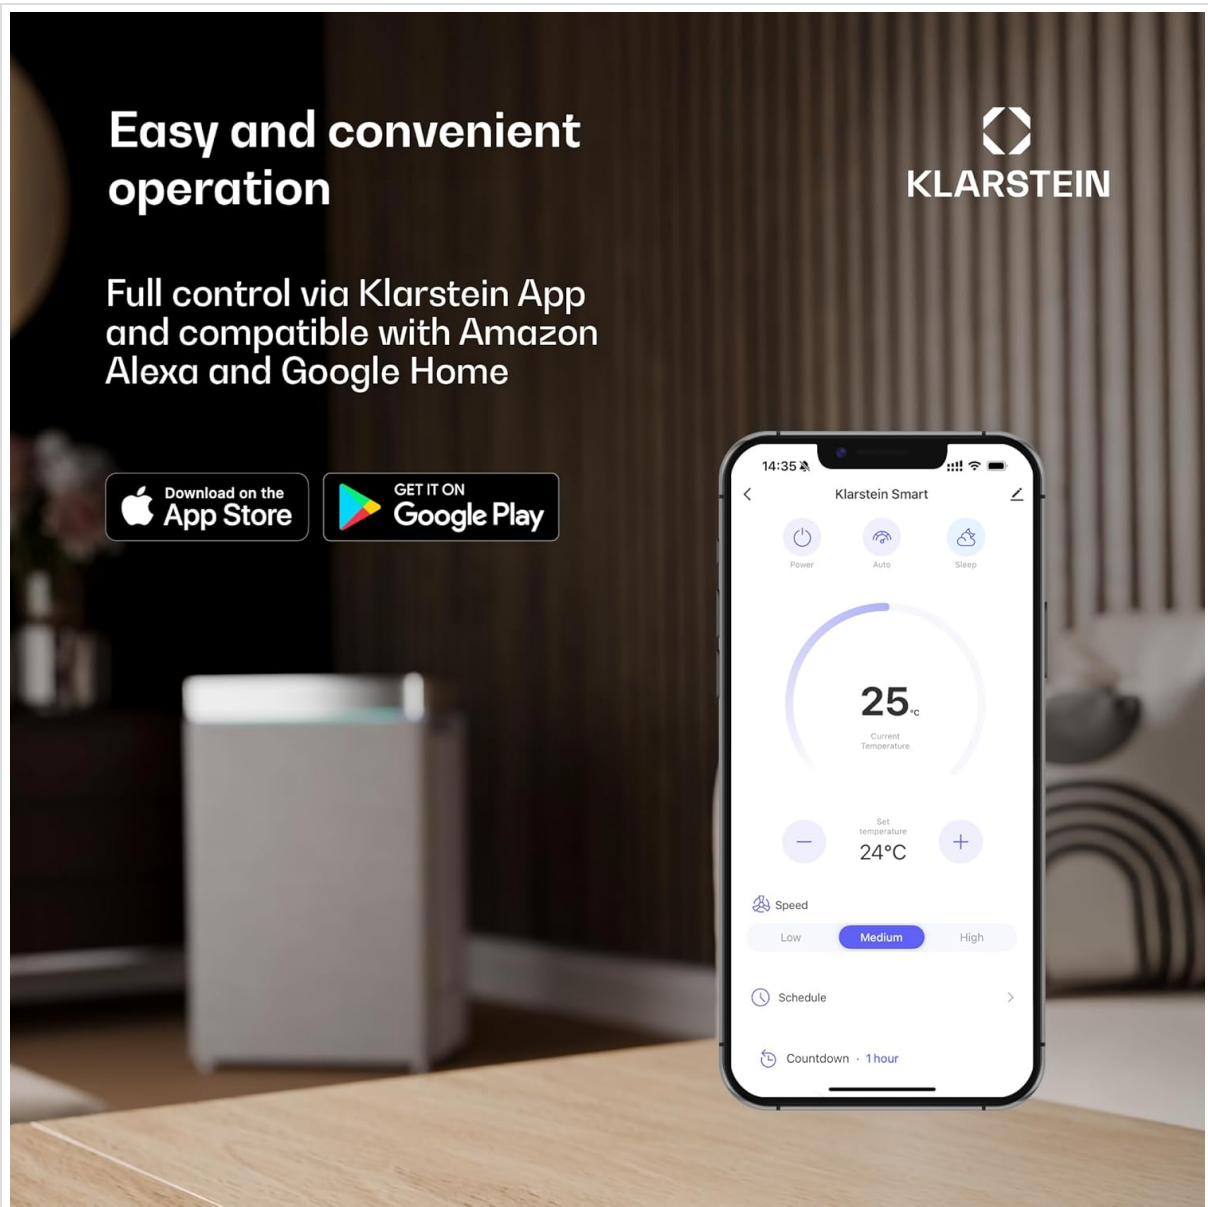 Easy and convenient
operation
KLARSTEIN
Full control via Klarstein App
and compatible with Amazon
Alexa and Google Home
Download on the
App Store
GET IT ON
Google Play
14:35
Klarstein Smart
Power
Auto
Sleep
25°C
Current
Temperature
Set
temperature
24°C
Speed
Low
Medium
High
Schedule
Countdown · 1 hour